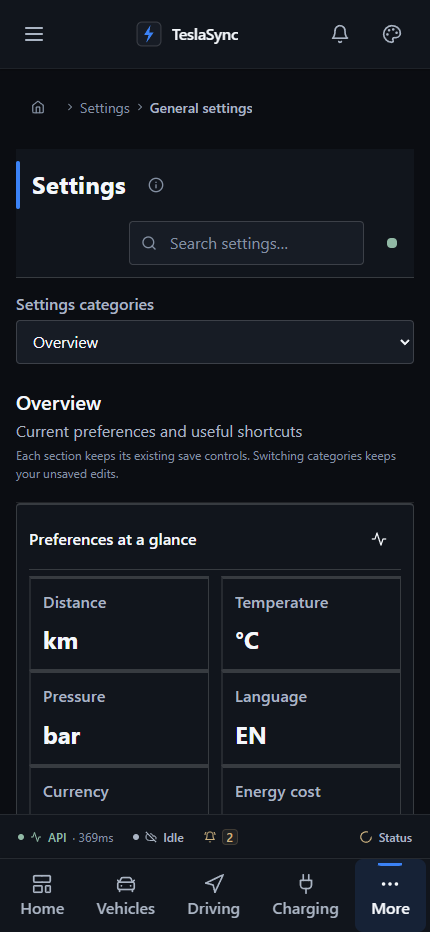 TeslaSync
Settings
General settings
Settings
Search settings...
Settings categories
Overview
Overview
Current preferences and useful shortcuts
Each section keeps its existing save controls. Switching categories keeps
your unsaved edits.
Preferences at a glance
Distance
km
Temperature
°C
Pressure
bar
Language
EN
Currency
Energy cost
API · 369ms
Idle
2
Status
Home
Vehicles
Driving
Charging
More